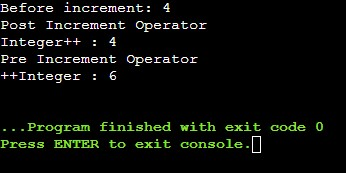 Before increment: 4
Post Increment Operator
Integer++ : 4
Pre Increment Operator
++Integer : 6
...Program finished with exit code 0
Press ENTER to exit console.